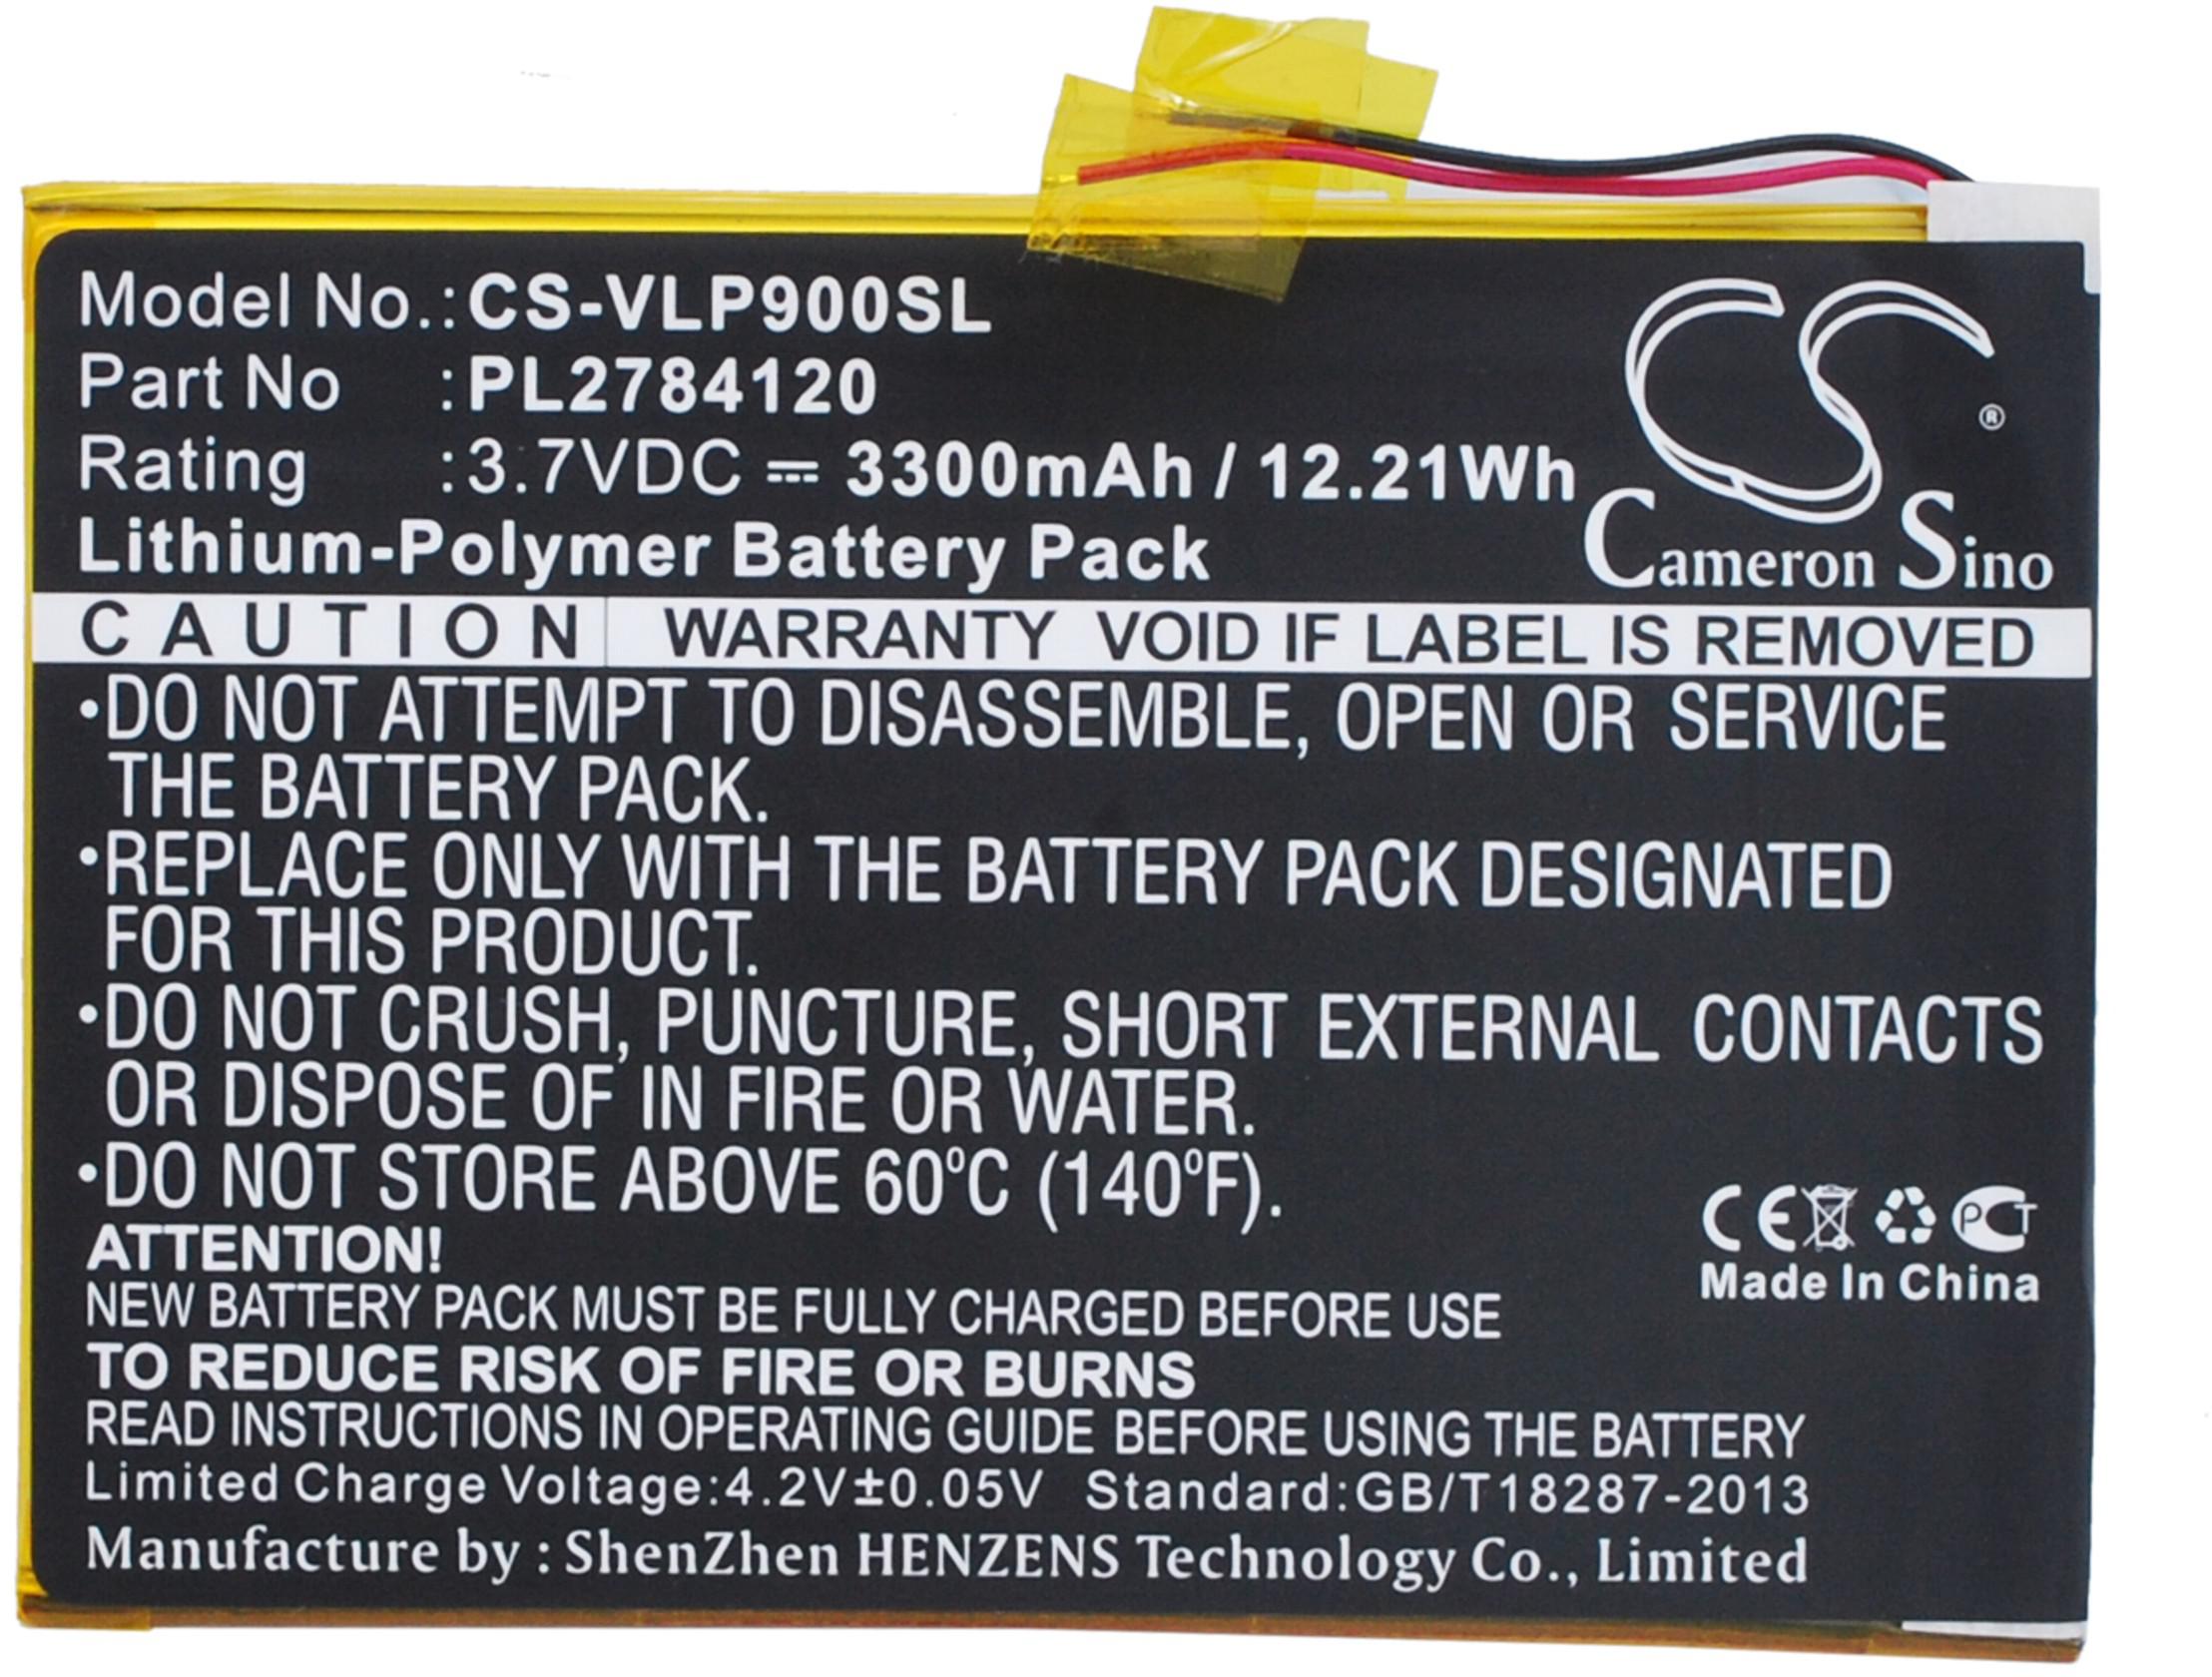 Model No.:CS-VLP900SL
Part No :PL2784120
Rating :3.7VDC ⎓ 3300mAh / 12.21Wh
Lithium-Polymer Battery Pack
CS
®
Cameron Sino
CAUTION WARRANTY VOID IF LABEL IS REMOVED
•DO NOT ATTEMPT TO DISASSEMBLE, OPEN OR SERVICE
THE BATTERY PACK.
•REPLACE ONLY WITH THE BATTERY PACK DESIGNATED
FOR THIS PRODUCT.
•DO NOT CRUSH, PUNCTURE, SHORT EXTERNAL CONTACTS
OR DISPOSE OF IN FIRE OR WATER.
•DO NOT STORE ABOVE 60°C (140°F).
ATTENTION!
NEW BATTERY PACK MUST BE FULLY CHARGED BEFORE USE
TO REDUCE RISK OF FIRE OR BURNS
READ INSTRUCTIONS IN OPERATING GUIDE BEFORE USING THE BATTERY
Limited Charge Voltage:4.2V±0.05V Standard:GB/T18287-2013
Manufacture by : ShenZhen HENZENS Technology Co., Limited
CE PCT
Made In China